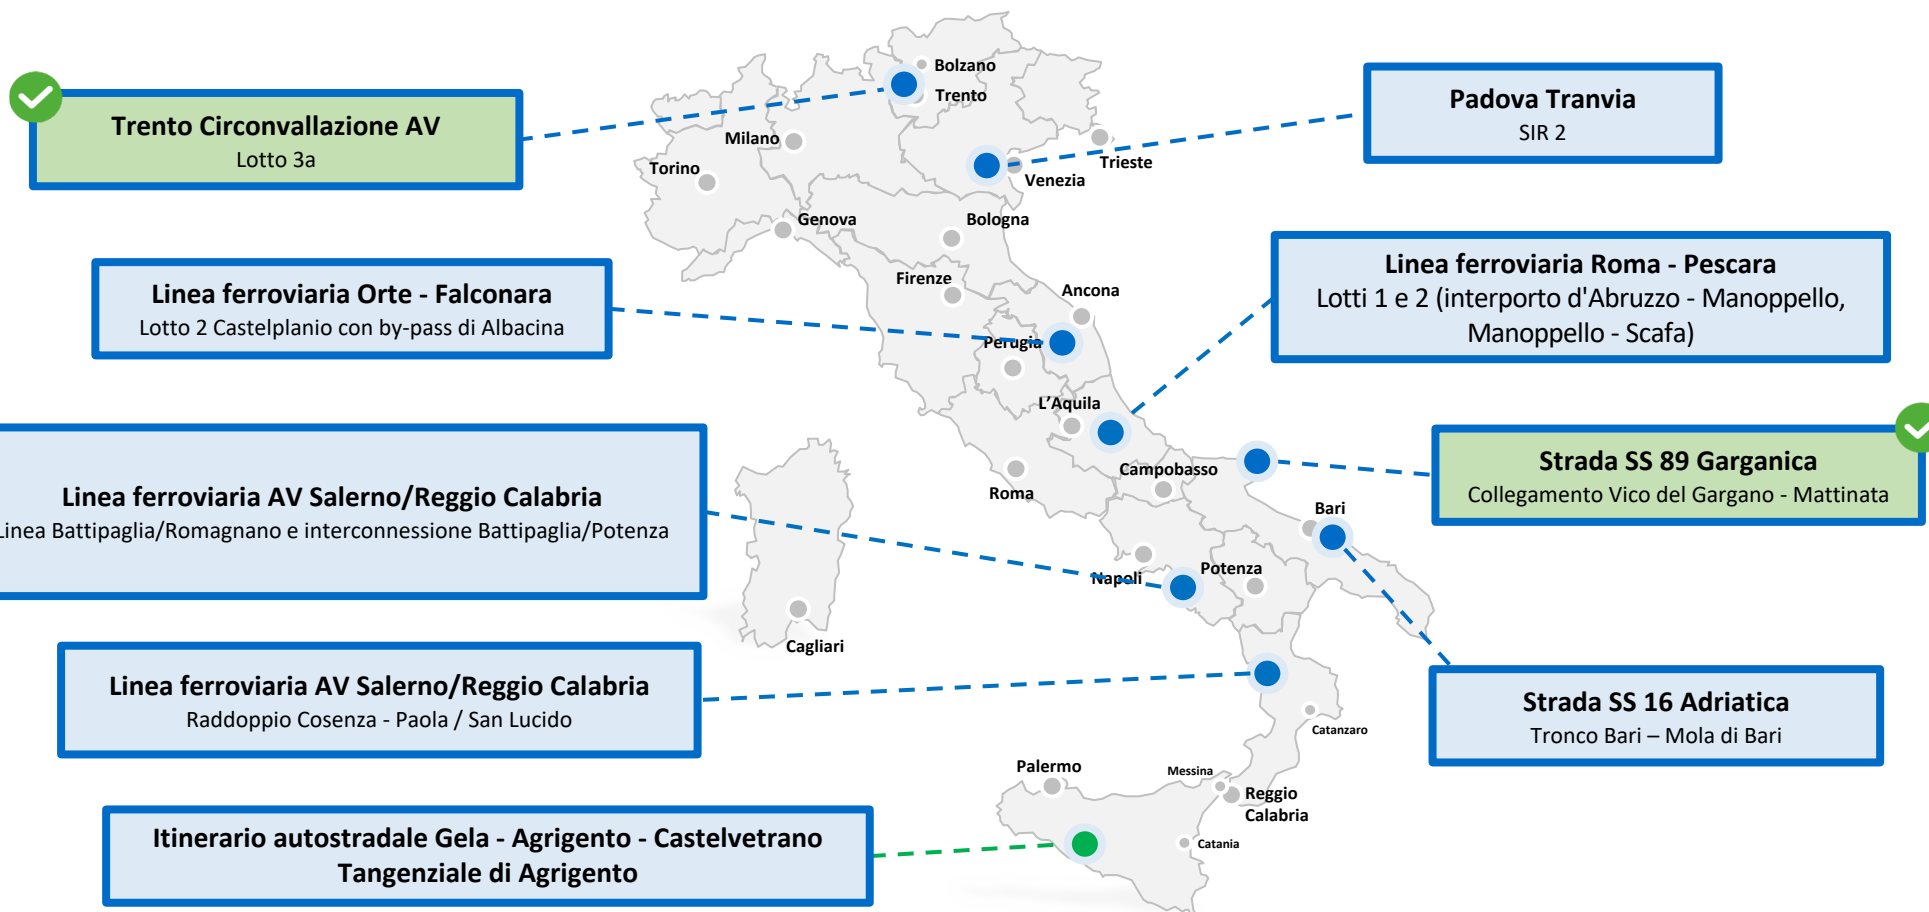 Trento Circonvallazione AV
Lotto 3a
Padova Tranvia
SIR 2
Linea ferroviaria Orte - Falconara
Lotto 2 Castelplanio con by-pass di Albacina
Linea ferroviaria Roma - Pescara
Lotti 1 e 2 (interporto d'Abruzzo - Manoppello,
Manoppello - Scafa)
Linea ferroviaria AV Salerno/Reggio Calabria
Linea Battipaglia/Romagnano e interconnessione Battipaglia/Potenza
Strada SS 89 Garganica
Collegamento Vico del Gargano - Mattinata
Linea ferroviaria AV Salerno/Reggio Calabria
Raddoppio Cosenza - Paola / San Lucido
Strada SS 16 Adriatica
Tronco Bari – Mola di Bari
Itinerario autostradale Gela - Agrigento - Castelvetrano
Tangenziale di Agrigento
Bolzano
Trento
Milano
Torino
Trieste
Venezia
Genova
Bologna
Firenze
Ancona
Perugia
L'Aquila
Roma
Campobasso
Bari
Napoli
Potenza
Cagliari
Catanzaro
Palermo
Messina
Reggio
Calabria
Catania